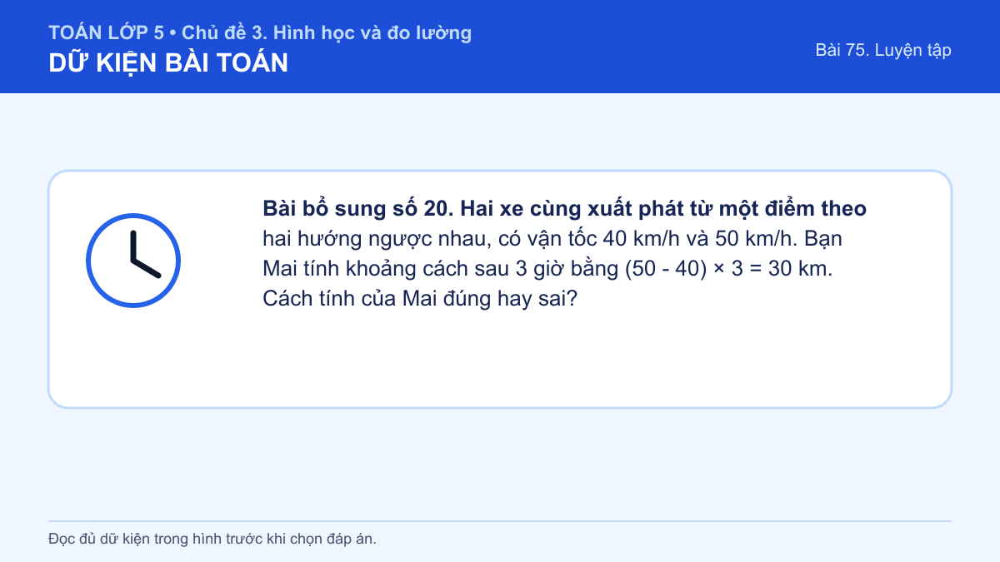 TOÁN LỚP 5 • Chủ đề 3. Hình học và đo lường
DỮ KIỆN BÀI TOÁN
Bài 75. Luyện tập
Bài bổ sung số 20. Hai xe cùng xuất phát từ một điểm theo
hai hướng ngược nhau, có vận tốc 40 km/h và 50 km/h. Bạn
Mai tính khoảng cách sau 3 giờ bằng (50 - 40) × 3 = 30 km.
Cách tính của Mai đúng hay sai?
Đọc đủ dữ kiện trong hình trước khi chọn đáp án.